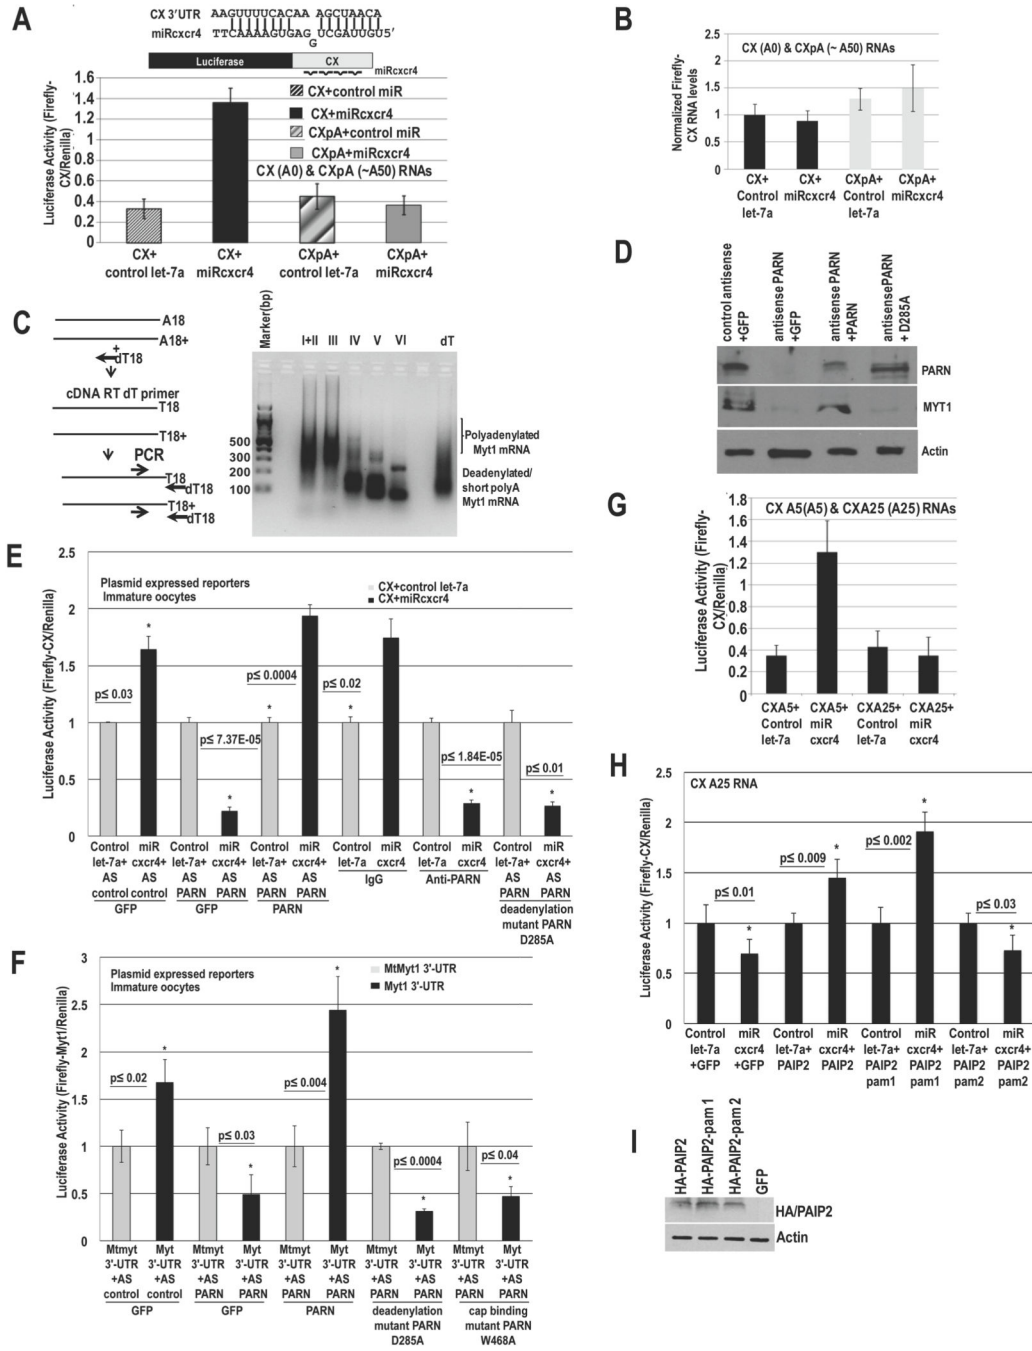 A
CX 3'UTR AAGUUUUCACAA AGCUAACA
miRcxcr4 TTCAAAAGUGAG UCGAUUGU5'
G
Luciferase
CX
miRcxcr4
Luciferase Activity (Firefly-CX/Renilla)
1.6
1.4
1.2
1
0.8
0.6
0.4
0.2
0
CX+control miR
CX+miRcxcr4
CXpA+control miR
CXpA+miRcxcr4
CX (A0) & CXpA (~A50) RNAs
CX+
control let-7a
CX+
miRcxcr4
CXpA+
control let-7a
CXpA+
miRcxcr4
B
Normalized Firefly-
CX RNA levels
2.5
2
1.5
1
0.5
0
CX (A0) & CXpA (~ A50) RNAs
CX+
Control
let-7a
CX+
miRcxcr4
CXpA+
Control
let-7a
CXpA+
miRcxcr4
C
A18
A18+
+
dT18
cDNA RT dT primer
T18
T18+
PCR
T18
dT18
T18+
dT18
Marker(bp)
I+II III IV V VI dT
500
300
200
100
Polyadenylated
Myt1 mRNA
Deadenylated/
short polyA
Myt1 mRNA
D
control antisense
+GFP
antisense PARN
+GFP
antisense PARN
+PARN
antisensePARN
+ D285A
PARN
MYT1
Actin
E
Luciferase Activity (Firefly-CX/Renilla)
2.5
2
1.5
1
0.5
0
Plasmid expressed reporters
Immature oocytes
CX+control let-7a
CX+miRcxcr4
p≤ 0.03
*
p≤ 7.37E-05
*
p≤ 0.0004
*
p≤ 0.02
*
p≤ 1.84E-05
*
p≤ 0.01
*
Control
let-7a+
AS
control
miR
cxcr4+
AS
control
GFP
Control
let-7a+
AS
PARN
miR
cxcr4+
AS
PARN
GFP
Control
let-7a+
AS
PARN
miR
cxcr4+
AS
PARN
PARN
Control
let-7a
miR
cxcr4
IgG
Control
let-7a
miR
cxcr4
Anti-PARN
Control
let-7a+
AS
PARN
miR
cxcr4+
AS
PARN
deadenylation
mutant PARN
D285A
F
Luciferase Activity (Firefly-Myt1/Renilla)
3
2.5
2
1.5
1
0.5
0
Plasmid expressed reporters
Immature oocytes
MtMyt1 3'-UTR
Myt1 3'-UTR
p≤ 0.02
*
p≤ 0.03
*
p≤ 0.004
*
p≤ 0.0004
*
p≤ 0.04
*
Mtmyt
3'-UTR
+AS
control
Myt
3'-UTR
+AS
control
GFP
Mtmyt
3'-UTR
+AS
PARN
Myt
3'-UTR
+AS
PARN
GFP
Mtmyt
3'-UTR
+AS
PARN
Myt
3'-UTR
+AS
PARN
PARN
Mtmyt
3'-UTR
+AS
PARN
Myt
3'-UTR
+AS
PARN
deadenylation
mutant PARN
D285A
Mtmyt
3'-UTR
+AS
PARN
Myt
3'-UTR
+AS
PARN
cap binding
mutant PARN
W468A
G
Luciferase Activity (Firefly-
CX/Renilla)
1.8
1.6
1.4
1.2
1
0.8
0.6
0.4
0.2
0
CX A5(A5) & CXA25 (A25) RNAs
CXA5+
Control
let-7a
CXA5+
miR
cxcr4
CXA25+
Control
let-7a
CXA25+
miR
cxcr4
H
Luciferase Activity (Firefly-CX/Renilla)
2.5
2
1.5
1
0.5
0
CX A25 RNA
p≤ 0.01
*
p≤ 0.009
*
p≤ 0.002
*
p≤ 0.03
*
Control
let-7a
+GFP
miR
cxcr4
+GFP
Control
let-7a+
PAIP2
miR
cxcr4+
PAIP2
Control
let-7a+
PAIP2
pam1
miR
cxcr4+
PAIP2
pam1
Control
let-7a+
PAIP2
pam2
miR
cxcr4+
PAIP2
pam2
I
HA-PAIP2
HA-PAIP2-pam 1
HA-PAIP2-pam 2
GFP
HA/PAIP2
Actin